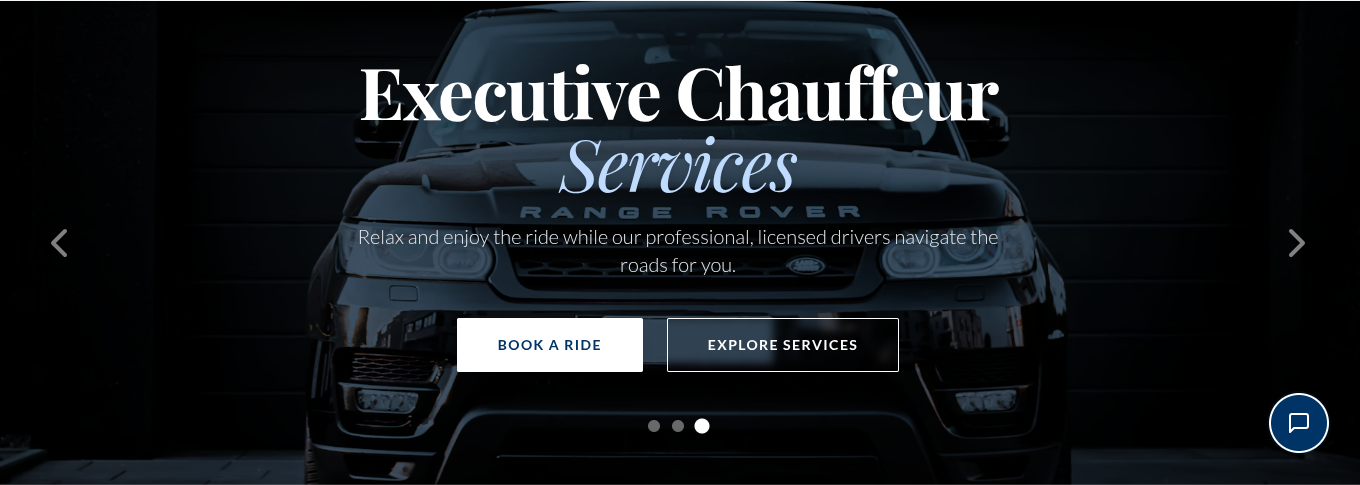 Executive Chauffeur
Services
RANGE ROVER
Relax and enjoy the ride while our professional, licensed drivers navigate the
roads for you.
BOOK A RIDE
EXPLORE SERVICES